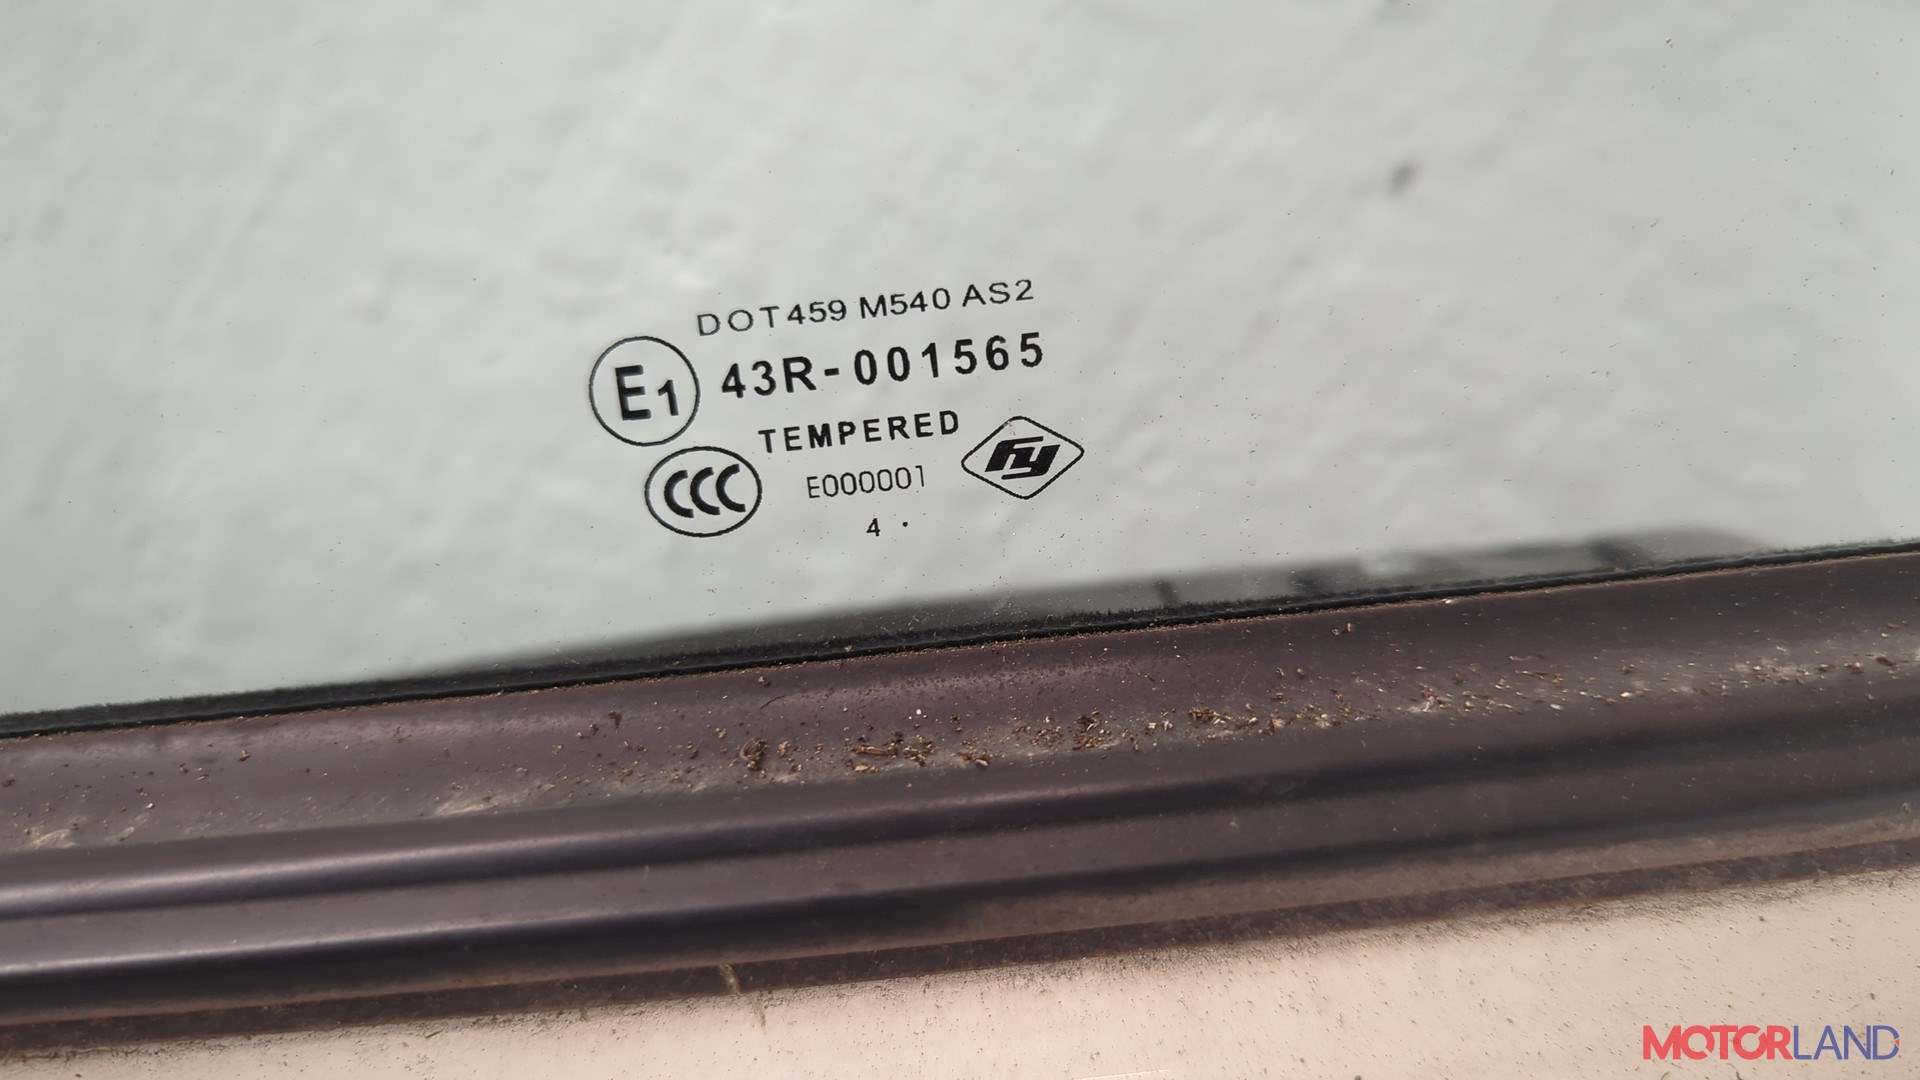 DOT459 M540 AS2
E1 43R-001565
TEMPERED
CCC E000001 fy
4 .
MOTORLAND